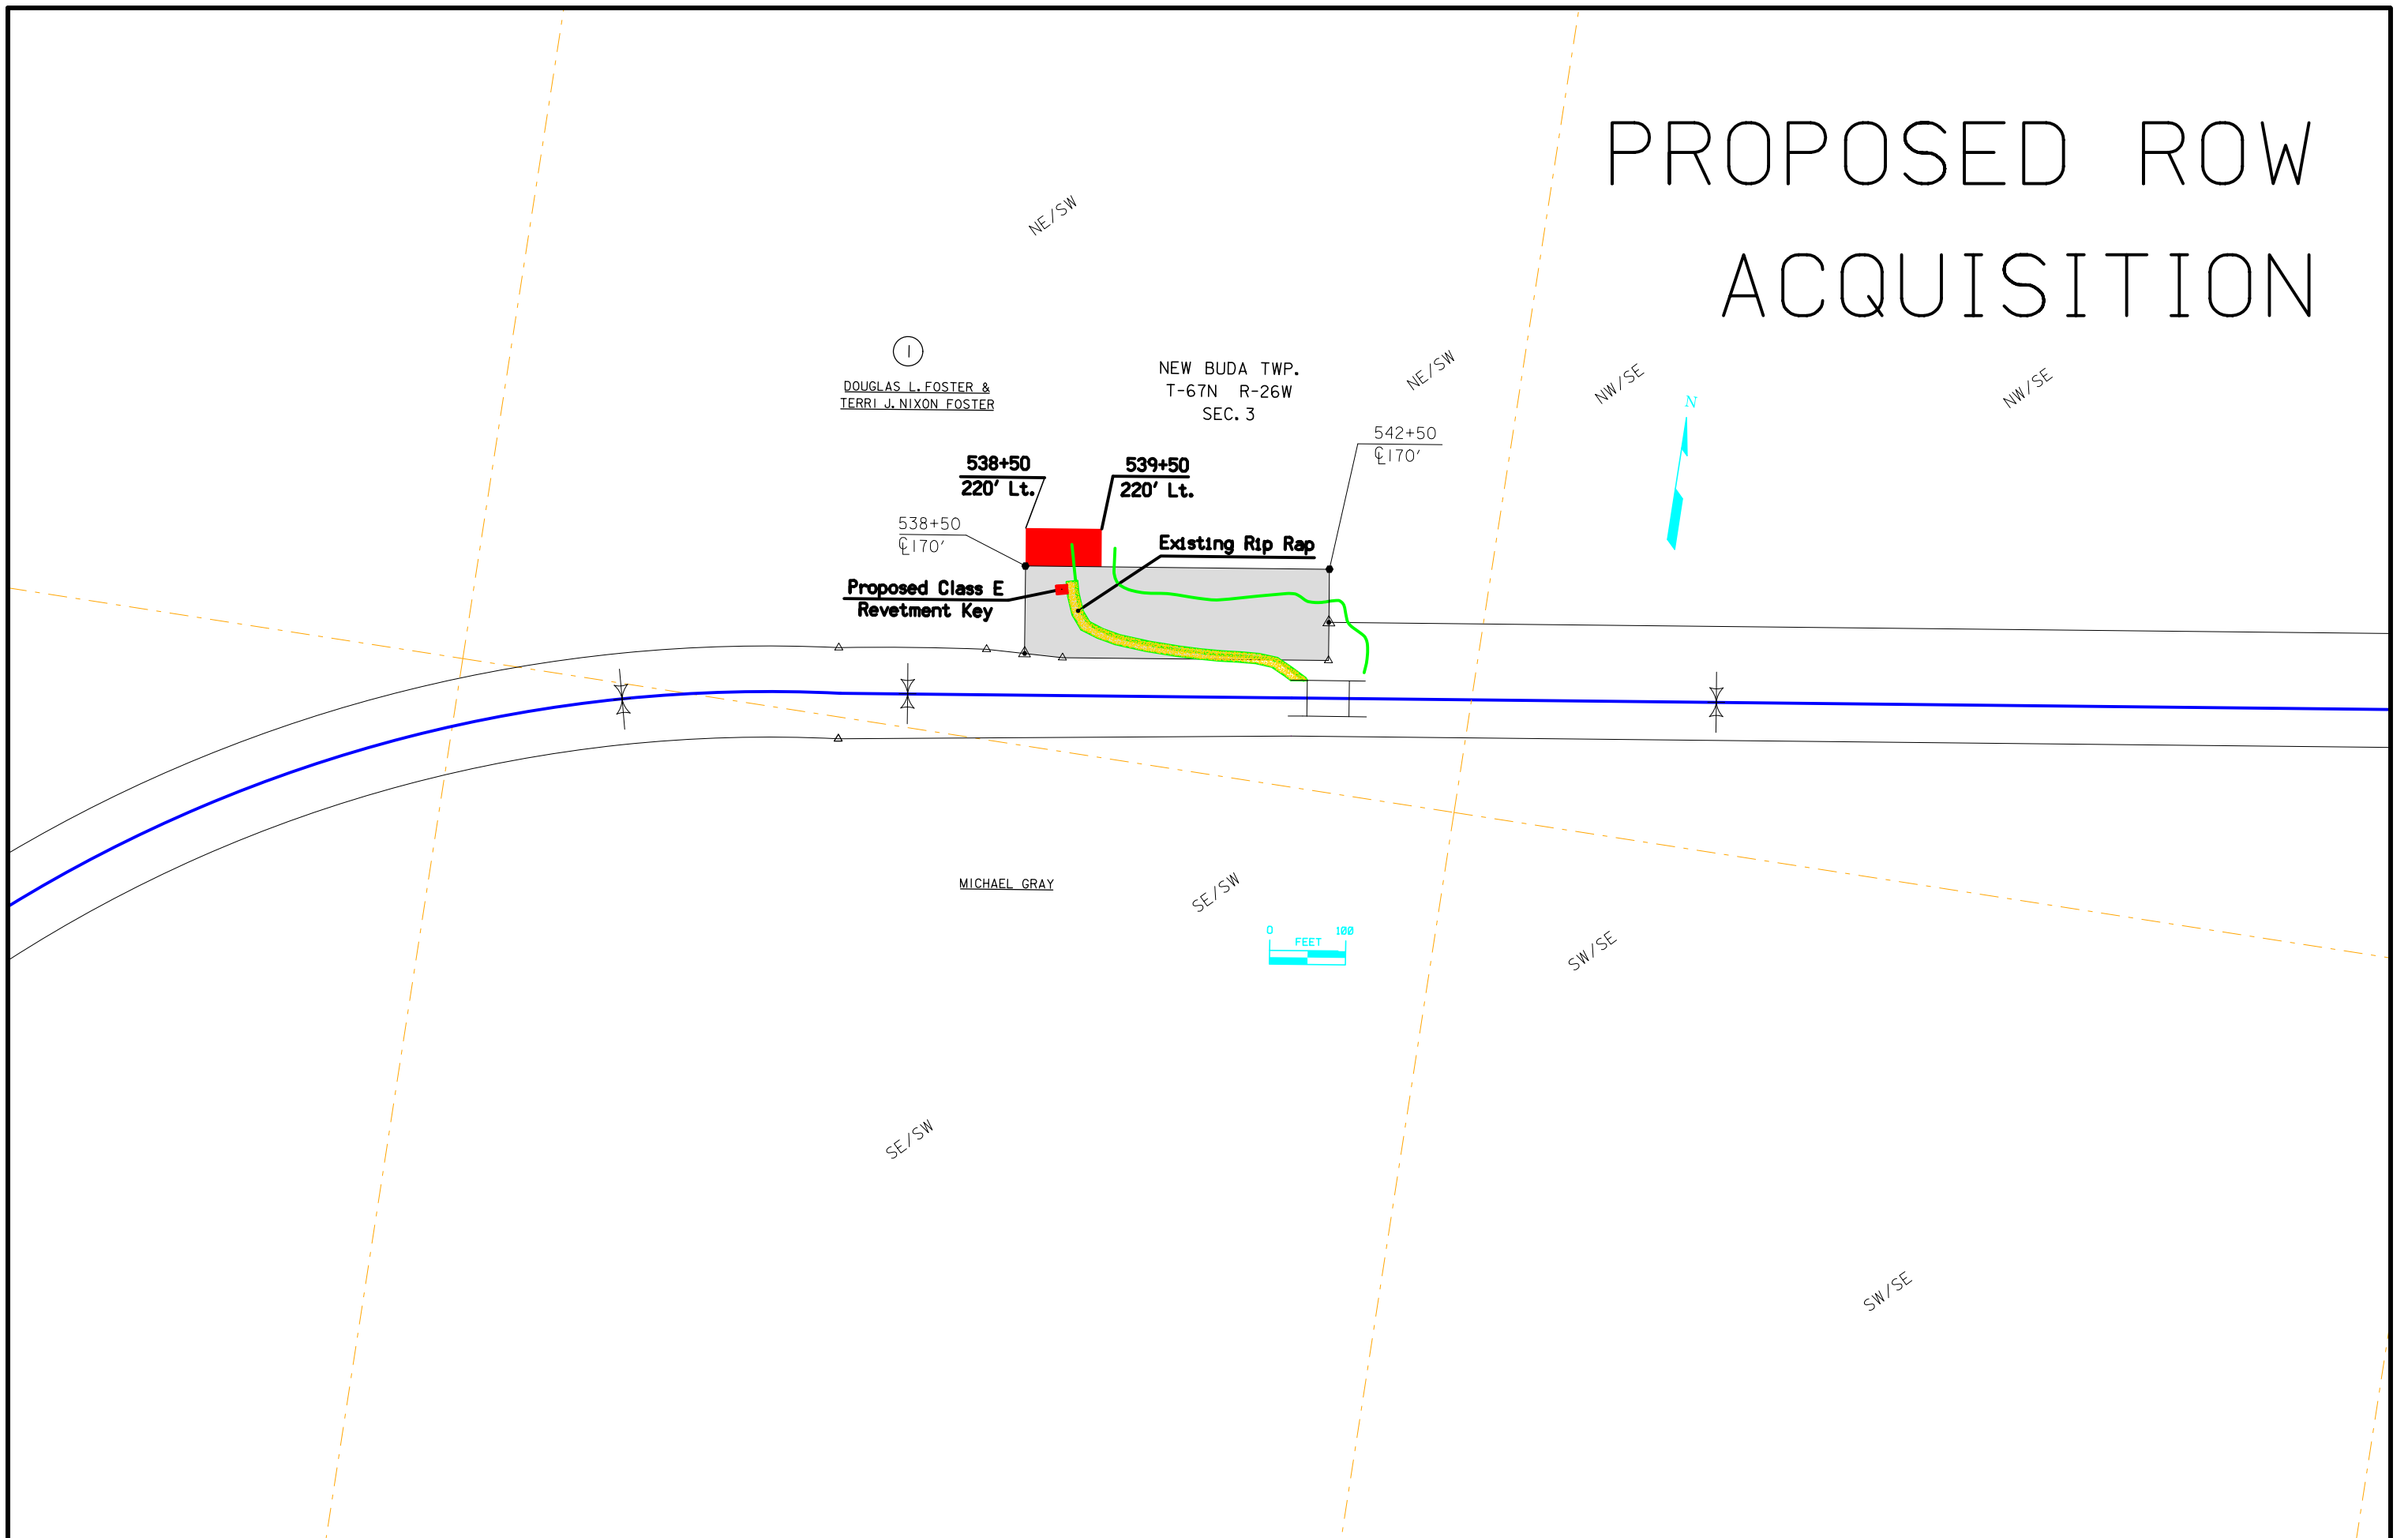 PROPOSED ROW
ACQUISITION
NE/SW
1
DOUGLAS L. FOSTER &
TERRI J. NIXON FOSTER
NEW BUDA TWP.
T-67N R-26W
SEC. 3
NE/SW
NW/SE
NW/SE
N
542+50
℄170'
538+50
220' Lt.
539+50
220' Lt.
538+50
℄170'
Existing Rip Rap
Proposed Class E
Revetment Key
MICHAEL GRAY
SE/SW
0 100
FEET
SW/SE
SE/SW
SW/SE